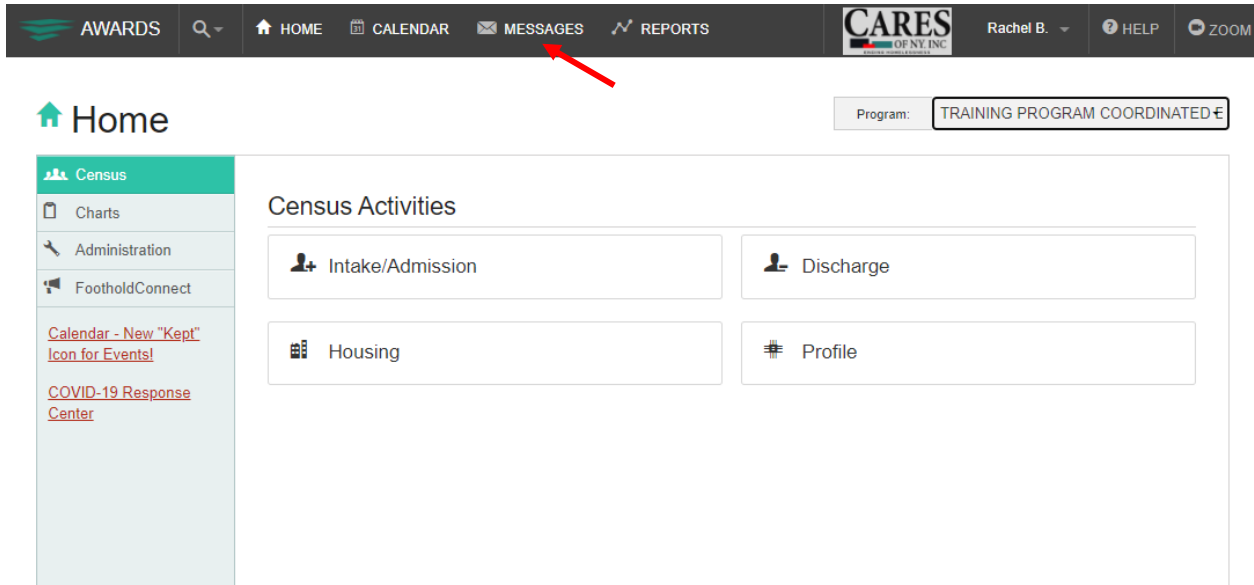 AWARDS HOME 31 CALENDAR MESSAGES REPORTS CARES Rachel B. ? HELP ZOOM
OF NY, INC
Home
Program: TRAINING PROGRAM COORDINATED E
Census
Charts
Administration
FootholdConnect
Calendar - New "Kept"
Icon for Events!
COVID-19 Response
Center
Census Activities
Intake/Admission
Discharge
Housing
Profile